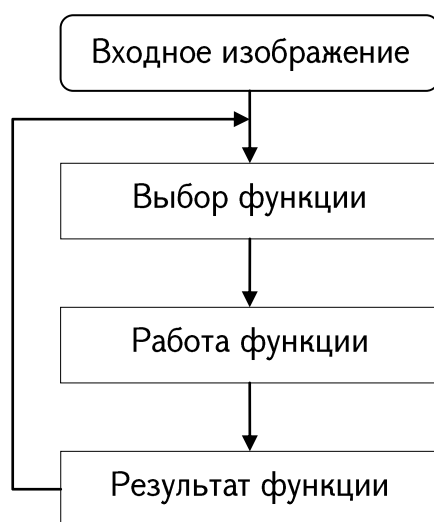 Входное изображение
Выбор функции
Работа функции
Результат функции